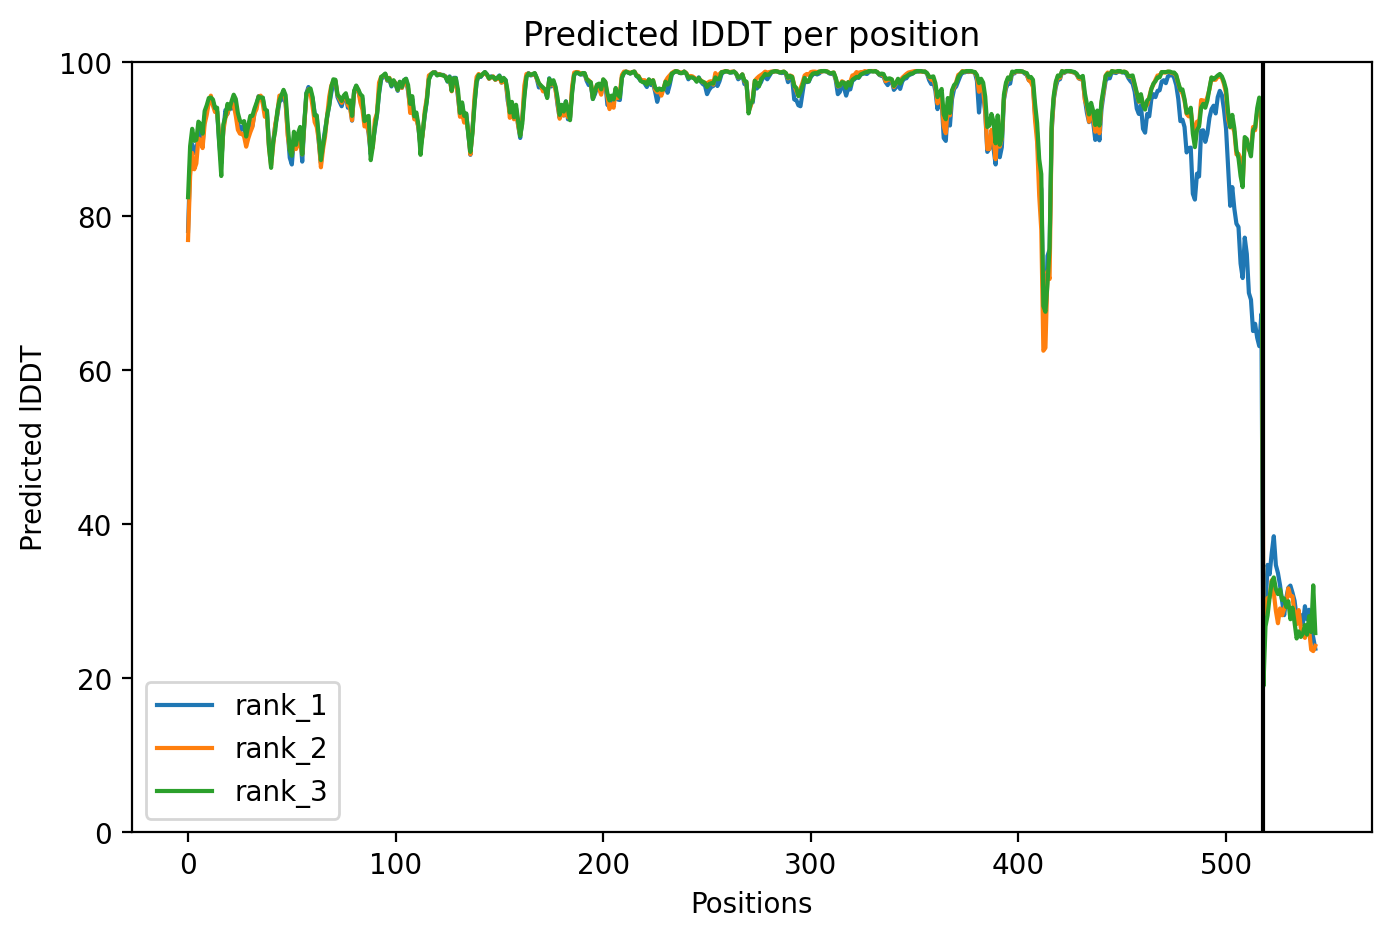 Predicted lDDT per position
100
80
60
40
20
0
Predicted lDDT
0 100 200 300 400 500
Positions
rank_1
rank_2
rank_3